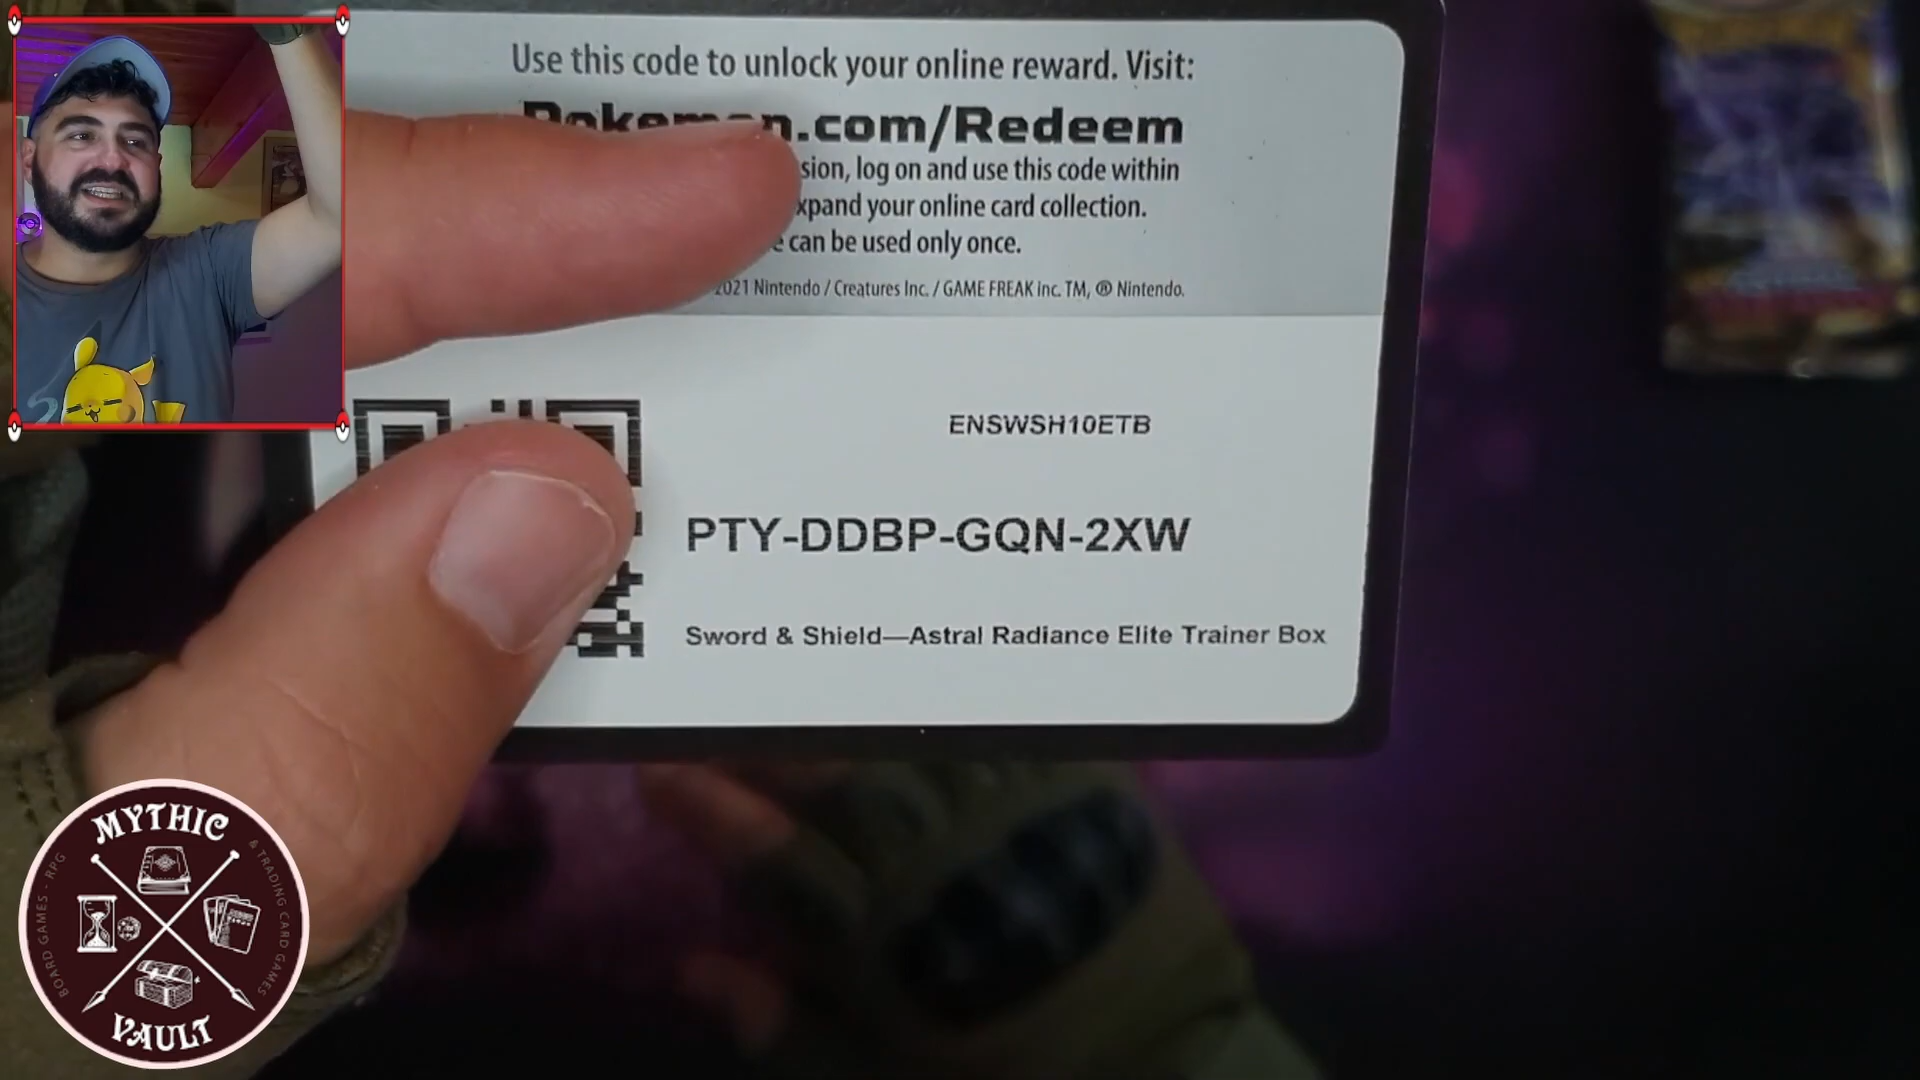 Use this code to unlock your online reward. Visit:
Pokemon.com/Redeem
sion, log on and use this code within
xpand your online card collection.
e can be used only once.
2021 Nintendo / Creatures Inc. / GAME FREAK inc. TM, ® Nintendo.
ENSWSH10ETB
PTY-DDBP-GQN-2XW
Sword & Shield—Astral Radiance Elite Trainer Box
MYTHIC
BOARD GAMES - RPG
& TRADING CARD GAMES
VAULT